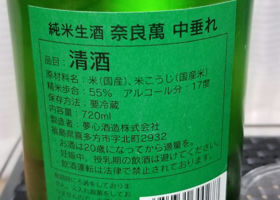 純米生酒 奈良萬 中垂れ
品目：清酒
原材料名：米（国産）、米こうじ（国産米）
精米歩合：55％ アルコール分：17度
保存方法：要冷蔵
内容量：720ml
製造者：夢心酒造株式会社
福島県喜多方市字北町2932
お酒は20歳になってから適量を。
妊娠中、授乳期の飲酒は避けてください。
飲酒運転は法律で禁止されております。